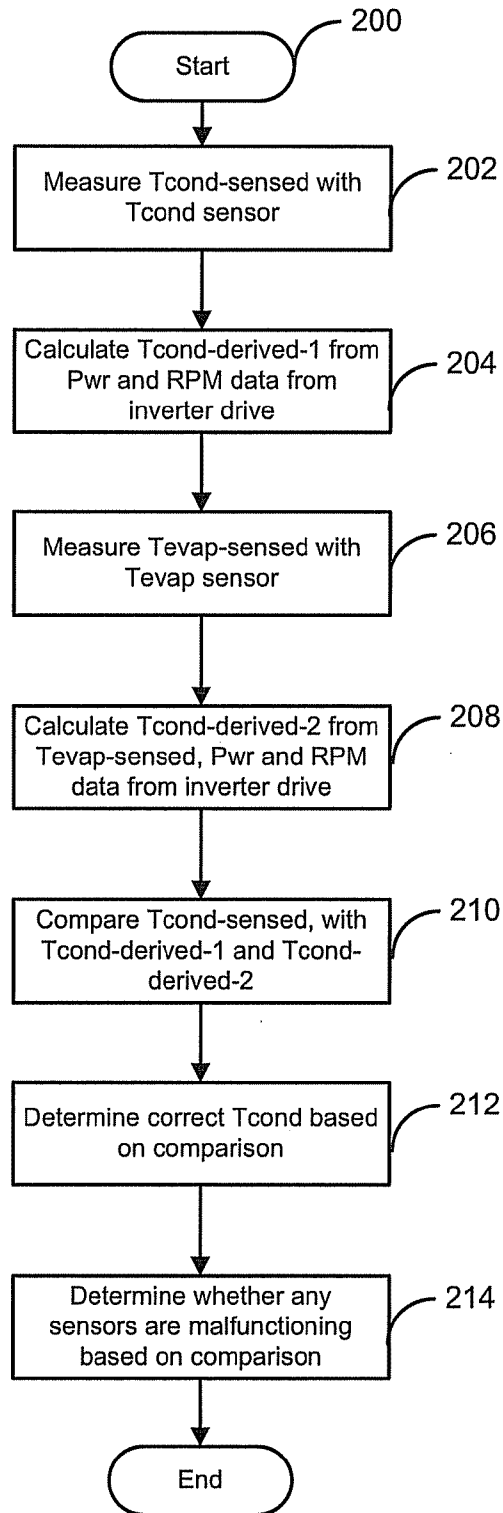 200
Start
202
Measure Tcond-sensed with
Tcond sensor
204
Calculate Tcond-derived-1 from
Pwr and RPM data from
inverter drive
206
Measure Tevap-sensed with
Tevap sensor
208
Calculate Tcond-derived-2 from
Tevap-sensed, Pwr and RPM
data from inverter drive
210
Compare Tcond-sensed, with
Tcond-derived-1 and Tcond-
derived-2
212
Determine correct Tcond based
on comparison
214
Determine whether any
sensors are malfunctioning
based on comparison
End